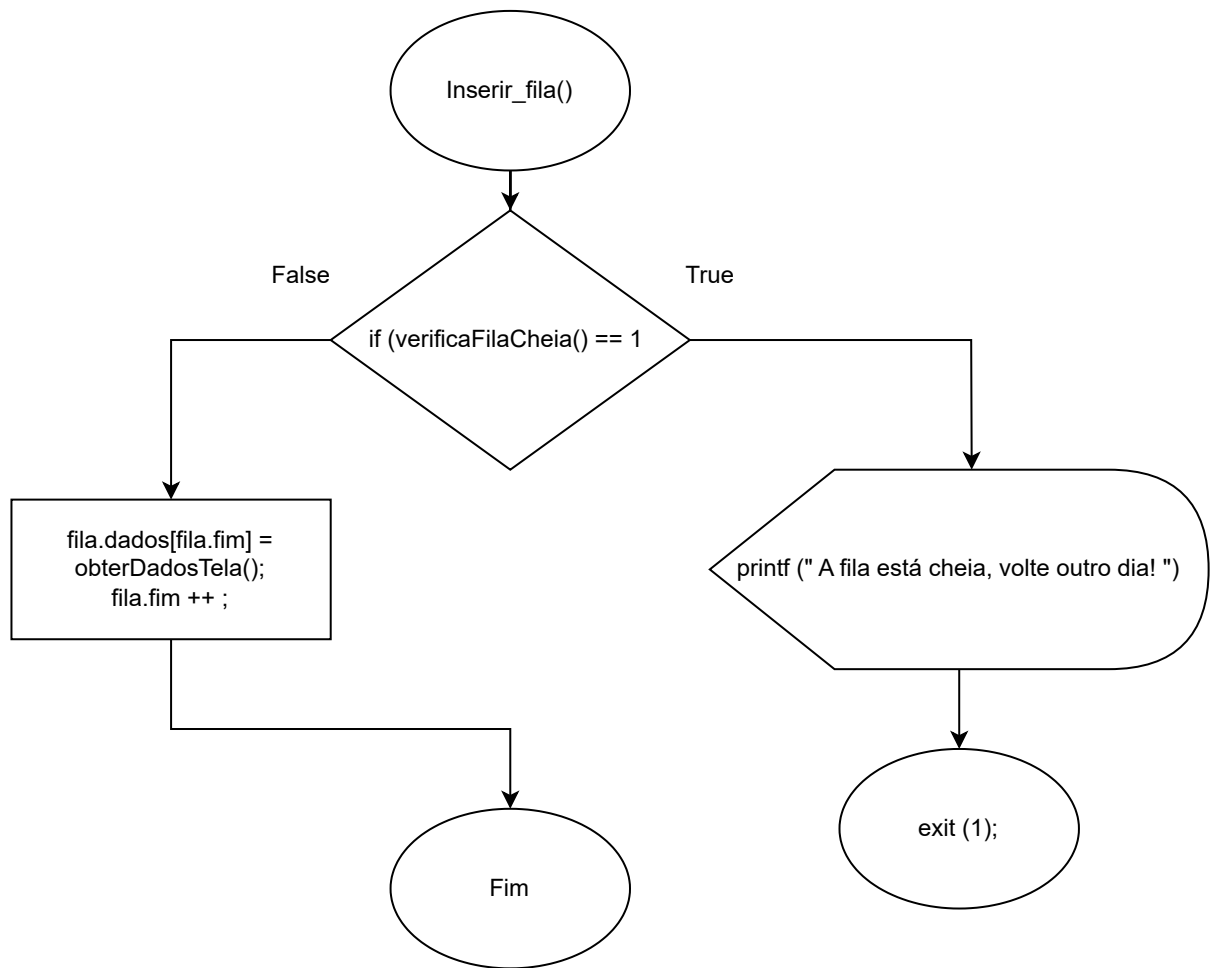 Inserir_fila()
False
True
if (verificaFilaCheia() == 1
fila.dados[fila.fim] =
obterDadosTela();
fila.fim ++ ;
printf (" A fila está cheia, volte outro dia! ")
exit (1);
Fim